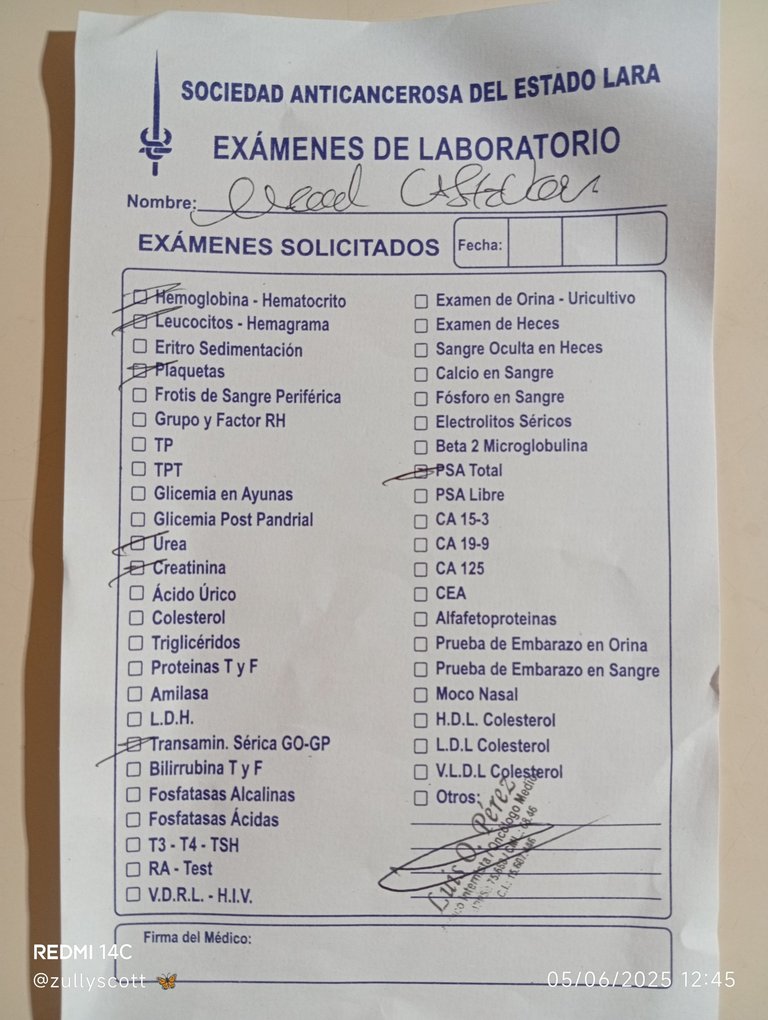 SOCIEDAD ANTICANCEROSA DEL ESTADO LARA
EXÁMENES DE LABORATORIO
Nombre:
EXÁMENES SOLICITADOS
Fecha:
Hemoglobina - Hematocrito
Leucocitos - Hemagrama
Eritro Sedimentación
Plaquetas
Frotis de Sangre Periférica
Grupo y Factor RH
TP
TPT
Glicemia en Ayunas
Glicemia Post Pandrial
Urea
Creatinina
Ácido Úrico
Colesterol
Triglicéridos
Proteinas T y F
Amilasa
L.D.H.
Transamin. Sérica GO-GP
Bilirrubina T y F
Fosfatasas Alcalinas
Fosfatasas Ácidas
T3 - T4 - TSH
RA - Test
V.D.R.L. - H.I.V.
Examen de Orina - Uricultivo
Examen de Heces
Sangre Oculta en Heces
Calcio en Sangre
Fósforo en Sangre
Electrolitos Séricos
Beta 2 Microglobulina
PSA Total
PSA Libre
CA 15-3
CA 19-9
CA 125
CEA
Alfafetoproteinas
Prueba de Embarazo en Orina
Prueba de Embarazo en Sangre
Moco Nasal
H.D.L. Colesterol
L.D.L Colesterol
V.L.D.L Colesterol
Otros:
Luis O. Pérez
Internista, Oncólogo Medico
Firma del Médico:
REDMI 14C
@zullyscott 🦋
05/06/2025 12:45